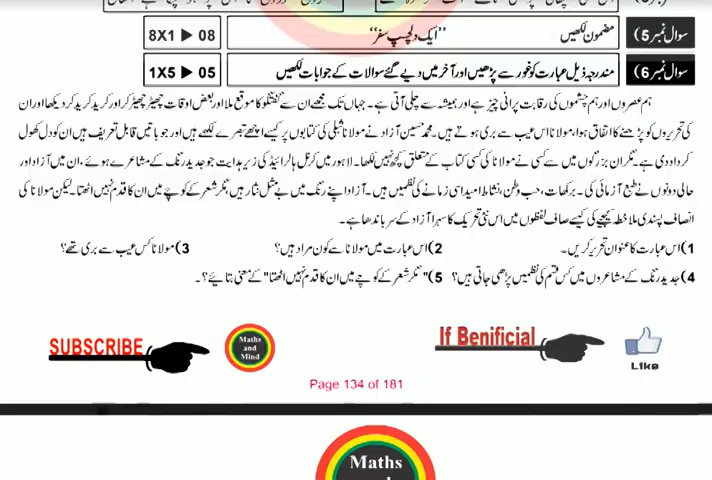 سوال نمبر 5) مضمون لکھیں "ایک دلچسپ سفر" 8X1 ▶ 08
سوال نمبر 6) مندرجہ ذیل عبارت کو غور سے پڑھیں اور آخر میں دیے گئے سوالات کے جوابات لکھیں 1X5 ▶ 05
ہم عصروں اور ہم چشموں کی رقابت پرانی چیز ہے اور ہمیشہ سے چلی آتی ہے۔ جہاں تک مجھے ان سے گفتگو کا موقع ملا اور بعض اوقات چھیڑ چھیڑ کر اور کرید کرید کر دیکھا اور ان
کی تحریروں کو پڑھنے کا اتفاق ہوا، مولانا اس عیب سے بری ہوتے ہیں۔ محمد حسین آزاد نے مولانا شبلی کی کتابوں پر کیسے اچھے تبصرے لکھے ہیں اور جو باتیں قابل تعریف ہیں ان کو دل کھول
کر داد دی ہے۔ مگر ان بزرگوں میں سے کسی نے مولانا کی کسی کتاب کے متعلق کچھ نہیں لکھا۔ لاہور میں کرنل ہالرائیڈ کی زیر ہدایت جو جدید رنگ کے مشاعرے ہوئے، ان میں آزاد اور
حالی دونوں نے طبع آزمائی کی۔ برکھارت، حب وطن، نشاط امید اسی زمانے کی نظمیں ہیں۔ آزاد اپنے رنگ میں بے مثل نثار ہیں، مگر شعر کے کوچے میں ان کا قدم نہیں اٹھتا۔ لیکن مولانا کی
انصاف پسندی ملاحظہ کیجیے کی کیسے صاف لفظوں میں اس نئی تحریک کا سہرا آزاد کے سر باندھا ہے۔
1) اس عبارت کا عنوان تحریر کریں۔ 2) اس عبارت میں مولانا سے کون مراد ہیں؟ 3) مولانا کس عیب سے بری تھے؟
4) جدید رنگ کے مشاعروں میں کس قسم کی نظمیں پڑھی جاتی ہیں؟ 5) "مگر شعر کے کوچے میں ان کا قدم نہیں اٹھتا" کے معنی بتائیے؟۔
SUBSCRIBE
Maths
and
Mind
If Benificial
Like
Page 134 of 181
Maths